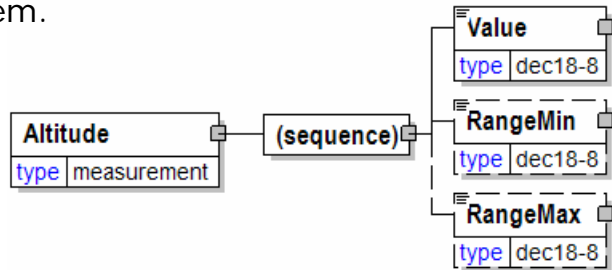 em.
Value
type dec18-8
RangeMin
type dec18-8
Altitude
type measurement
(sequence)
RangeMax
type dec18-8